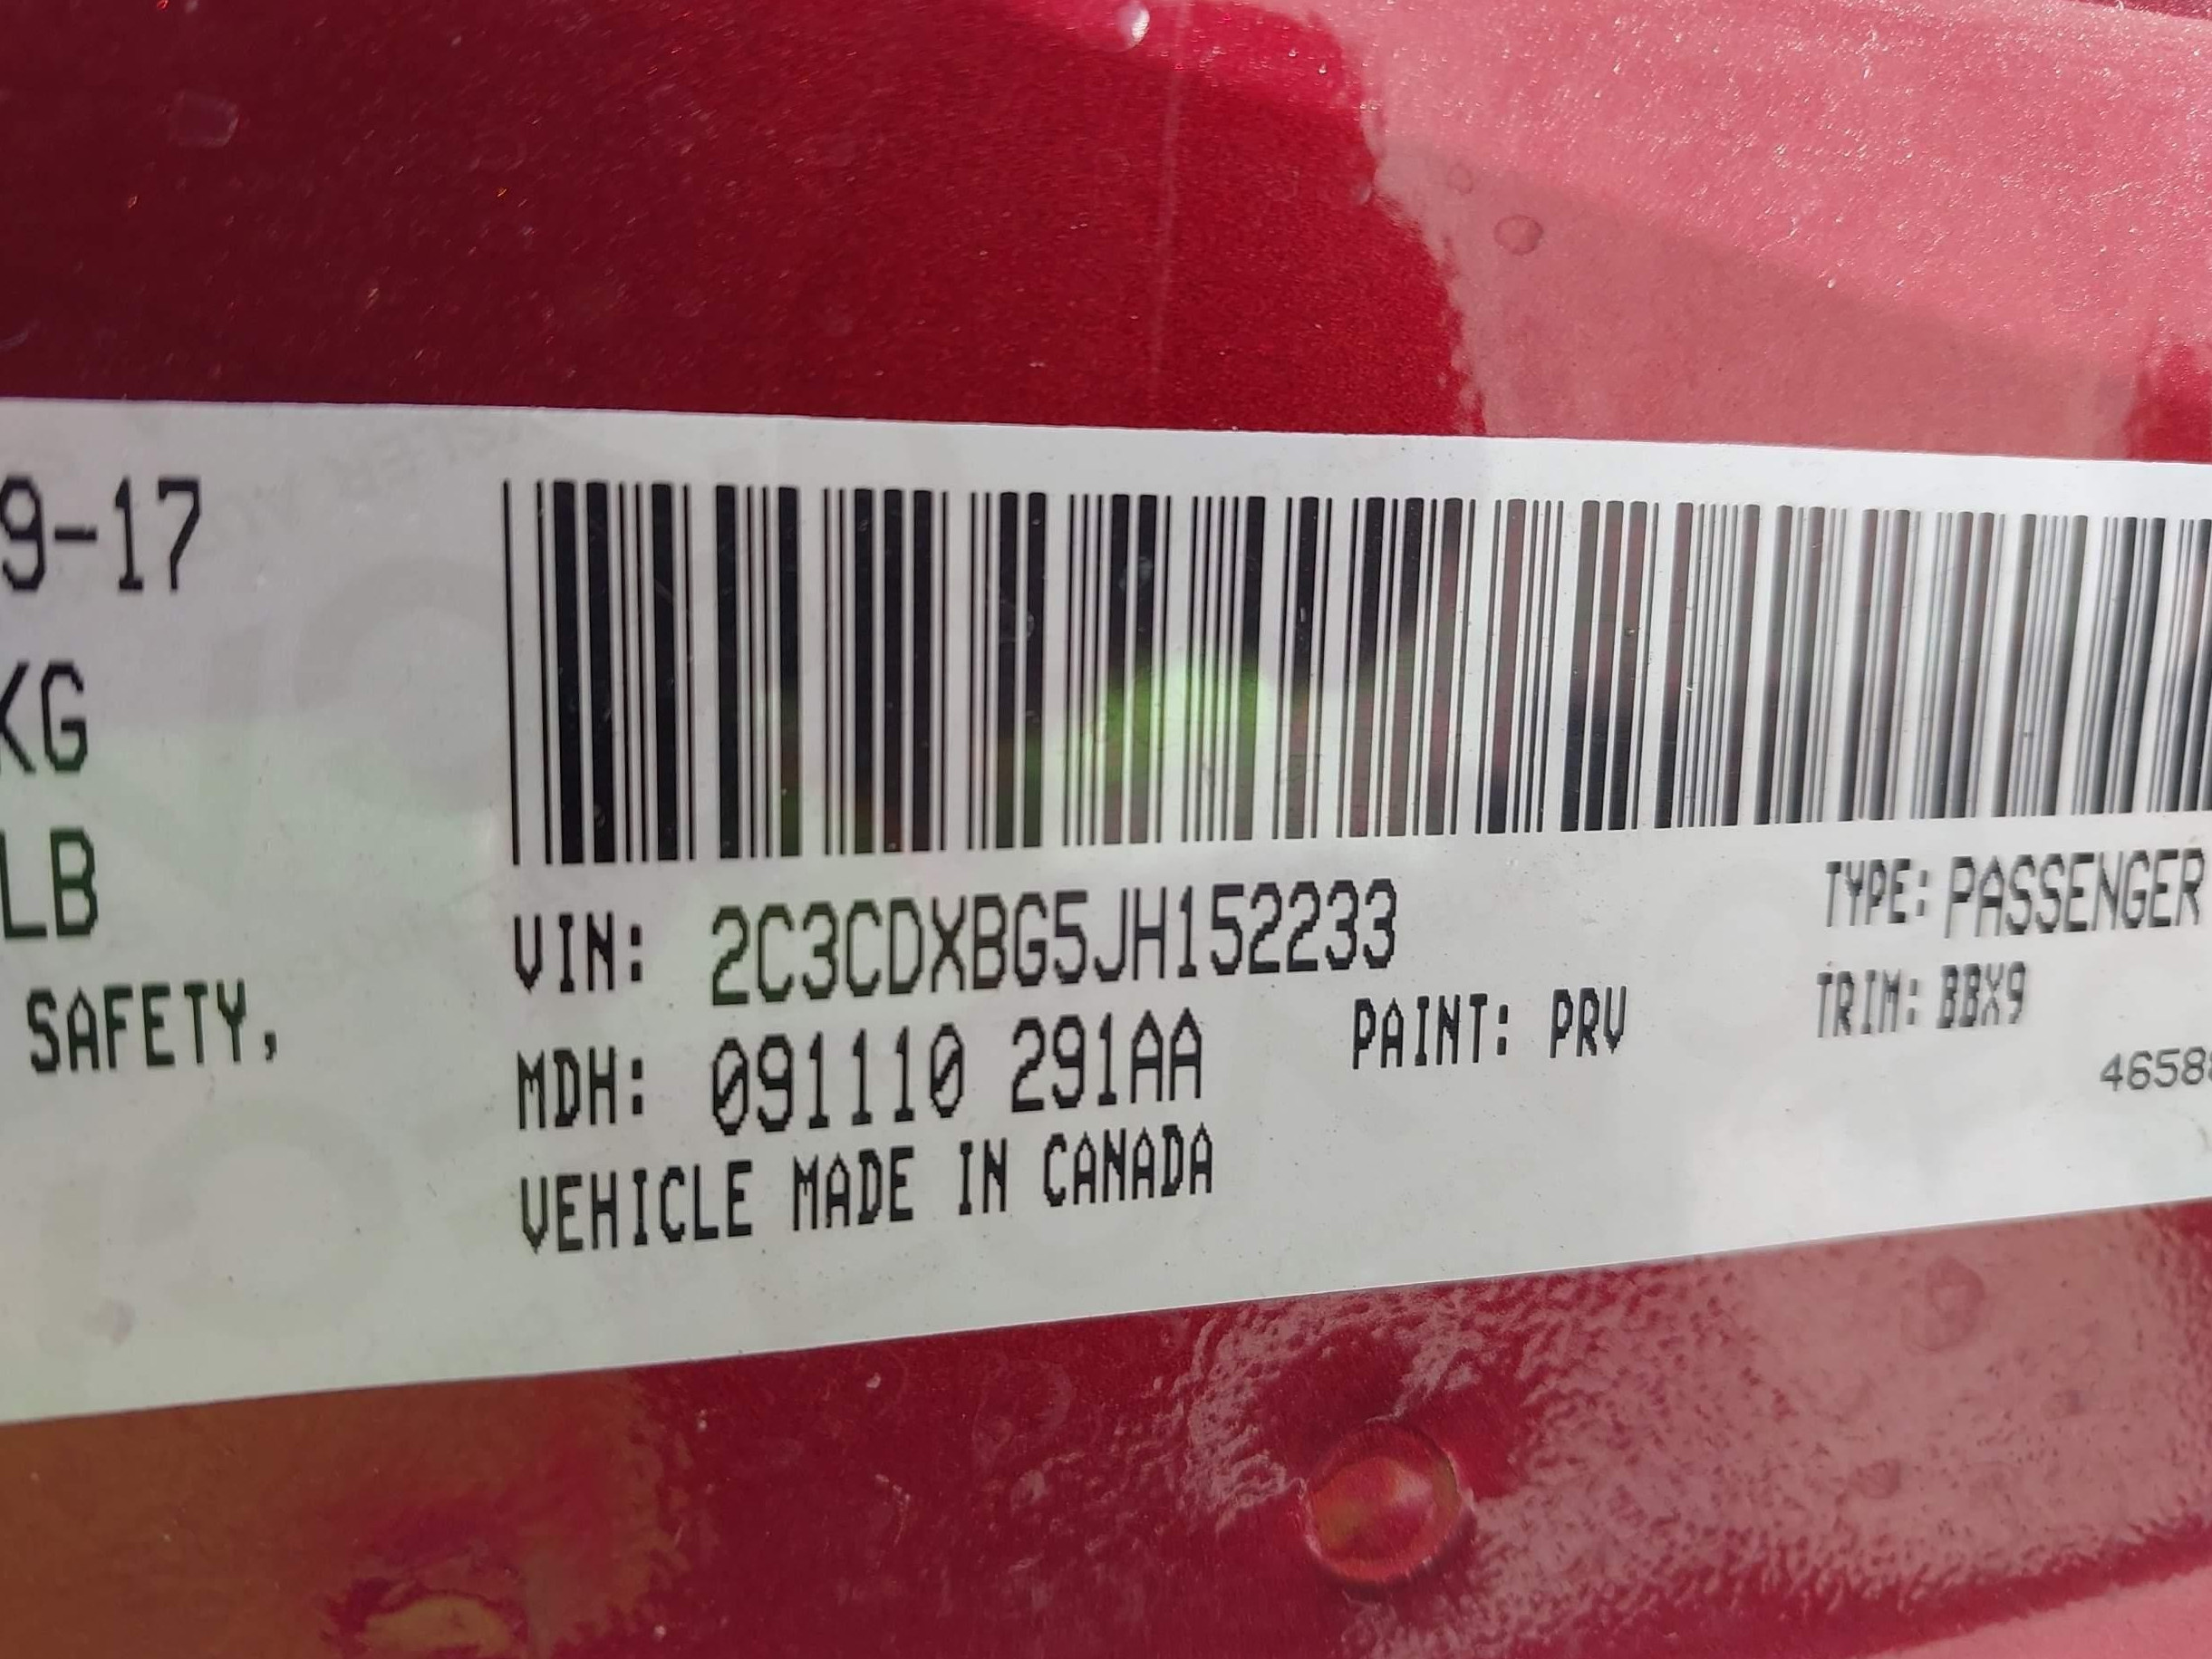 9-17
KG
LB
SAFETY,
VIN: 2C3CDXBG5JH152233
TYPE: PASSENGER
MDH: 091110 291AA
PAINT: PRV
TRIM: BBX9
VEHICLE MADE IN CANADA
4658